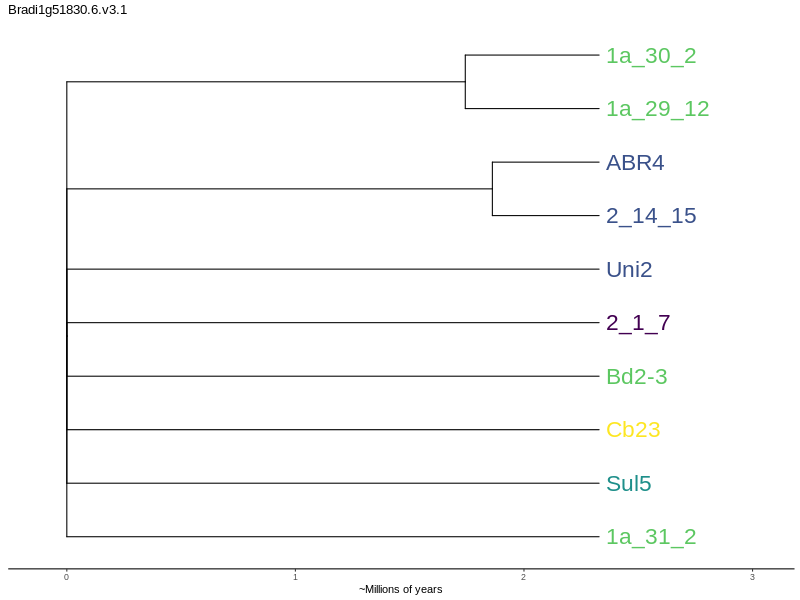 Bradi1g51830.6.v3.1
1a_30_2
1a_29_12
ABR4
2_14_15
Uni2
2_1_7
Bd2-3
Cb23
Sul5
1a_31_2
0 1 2 3
~Millions of years